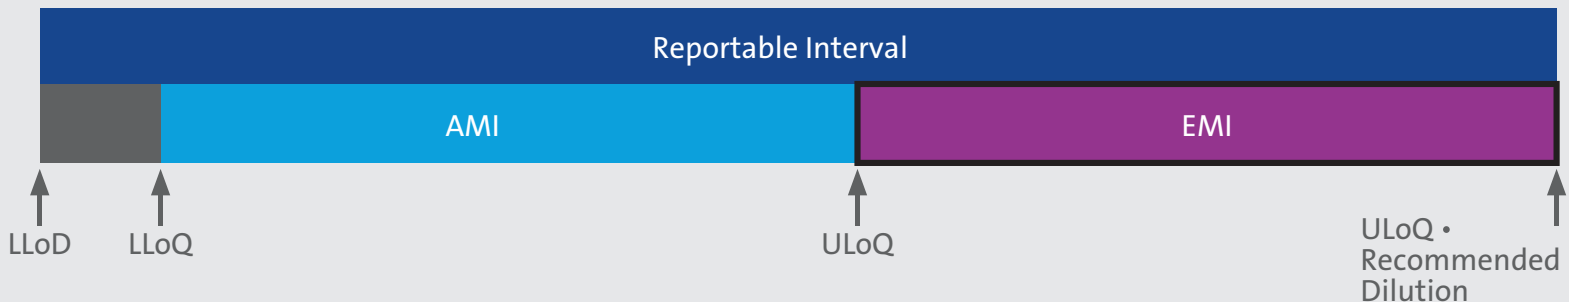 Reportable Interval
AMI
EMI
LLoD
LLoQ
ULoQ
ULoQ •
Recommended
Dilution